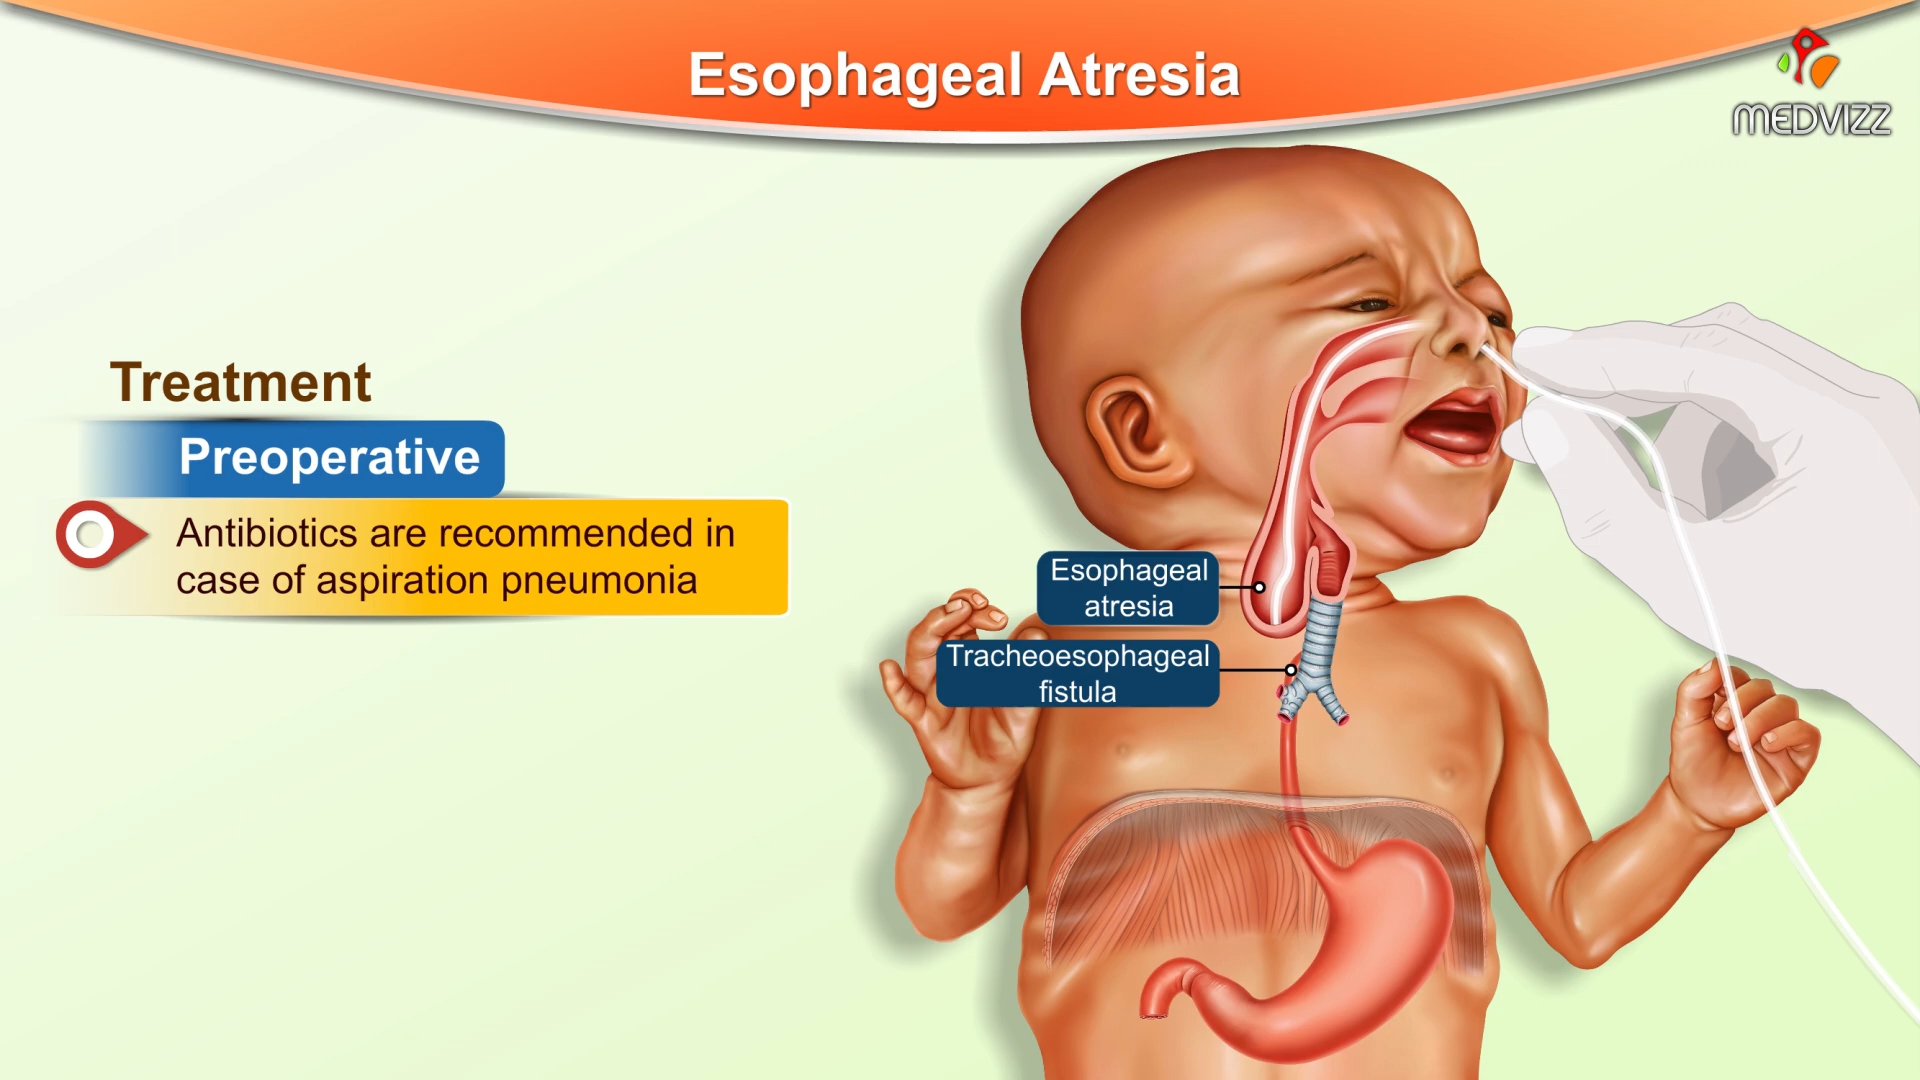 Esophageal Atresia
MEDVIZZ
Treatment
Preoperative
Antibiotics are recommended in
case of aspiration pneumonia
Esophageal
atresia
Tracheoesophageal
fistula